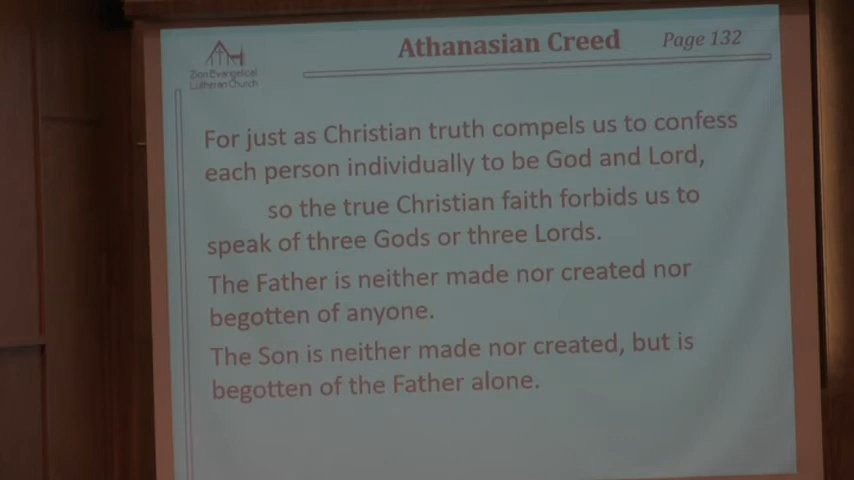 Athanasian Creed Page 132
Zion Evangelical
Lutheran Church
For just as Christian truth compels us to confess
each person individually to be God and Lord,
so the true Christian faith forbids us to
speak of three Gods or three Lords.
The Father is neither made nor created nor
begotten of anyone.
The Son is neither made nor created, but is
begotten of the Father alone.